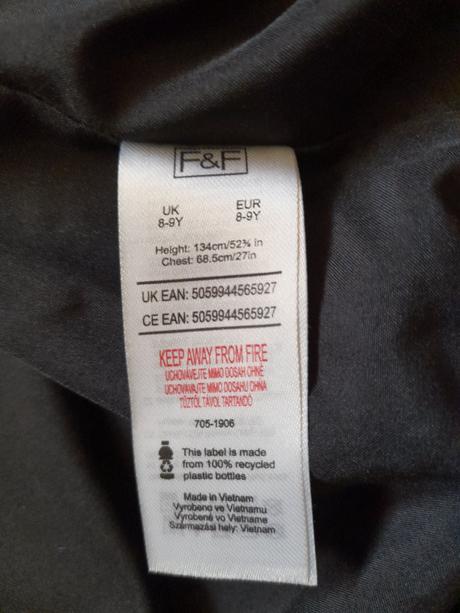 F&F
UK EUR
8-9Y 8-9Y
Height: 134cm/52¾ in
Chest: 68.5cm/27in
UK EAN: 5059944565927
CE EAN: 5059944565927
KEEP AWAY FROM FIRE
UCHOVÁVEJTE MIMO DOSAH OHNĚ
UCHOVÁVAJTE MIMO DOSAHU OHŇA
TŰZTŐL TÁVOL TARTANDÓ
705-1906
This label is made
from 100% recycled
plastic bottles
Made in Vietnam
Vyrobeno ve Vietnamu
Vyrobené vo Vietname
Származási hely: Vietnam